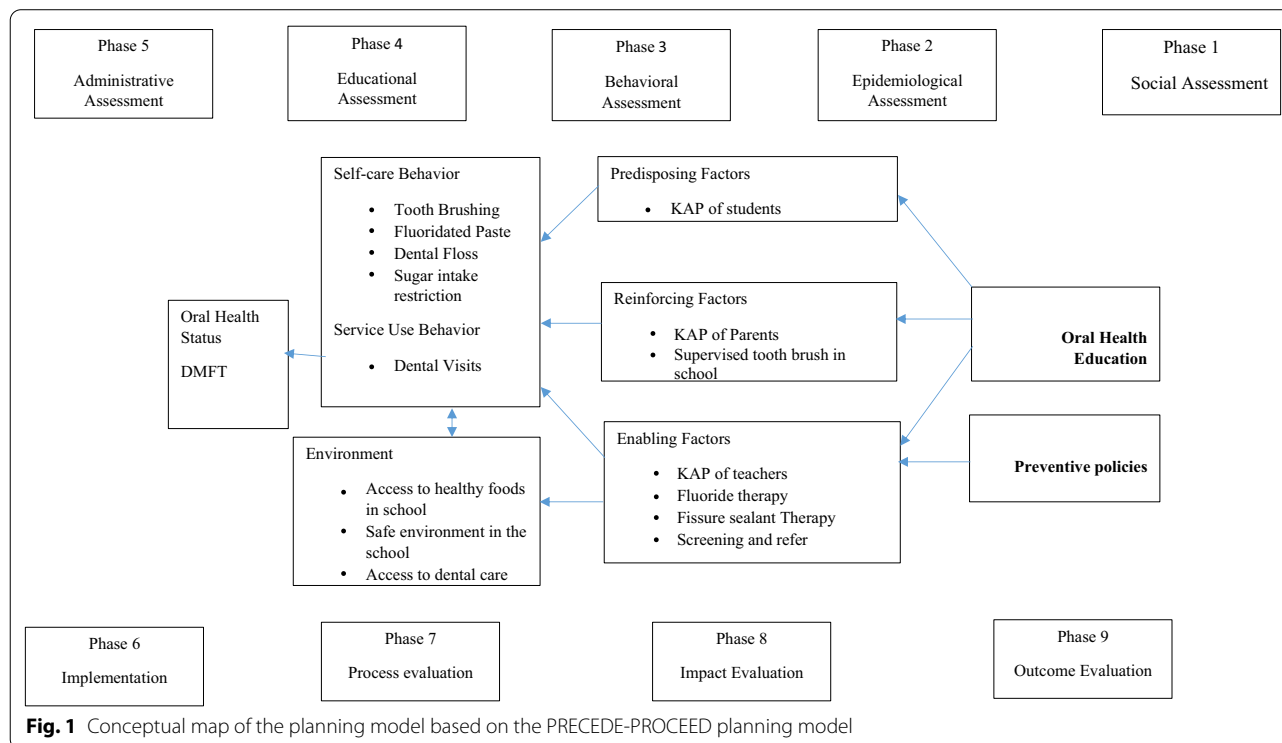 Phase 5
Administrative
Assessment
Phase 4
Educational
Assessment
Phase 3
Behavioral
Assessment
Phase 2
Epidemiological
Assessment
Phase 1
Social Assessment
Self-care Behavior
• Tooth Brushing
• Fluoridated Paste
• Dental Floss
• Sugar intake
restriction
Service Use Behavior
• Dental Visits
Predisposing Factors
• KAP of students
Reinforcing Factors
• KAP of Parents
• Supervised tooth brush in
school
Oral Health
Education
Oral Health
Status
DMFT
Environment
• Access to healthy foods
in school
• Safe environment in the
school
• Access to dental care
Enabling Factors
• KAP of teachers
• Fluoride therapy
• Fissure sealant Therapy
• Screening and refer
Preventive policies
Phase 6
Implementation
Phase 7
Process evaluation
Phase 8
Impact Evaluation
Phase 9
Outcome Evaluation
Fig. 1 Conceptual map of the planning model based on the PRECEDE-PROCEED planning model